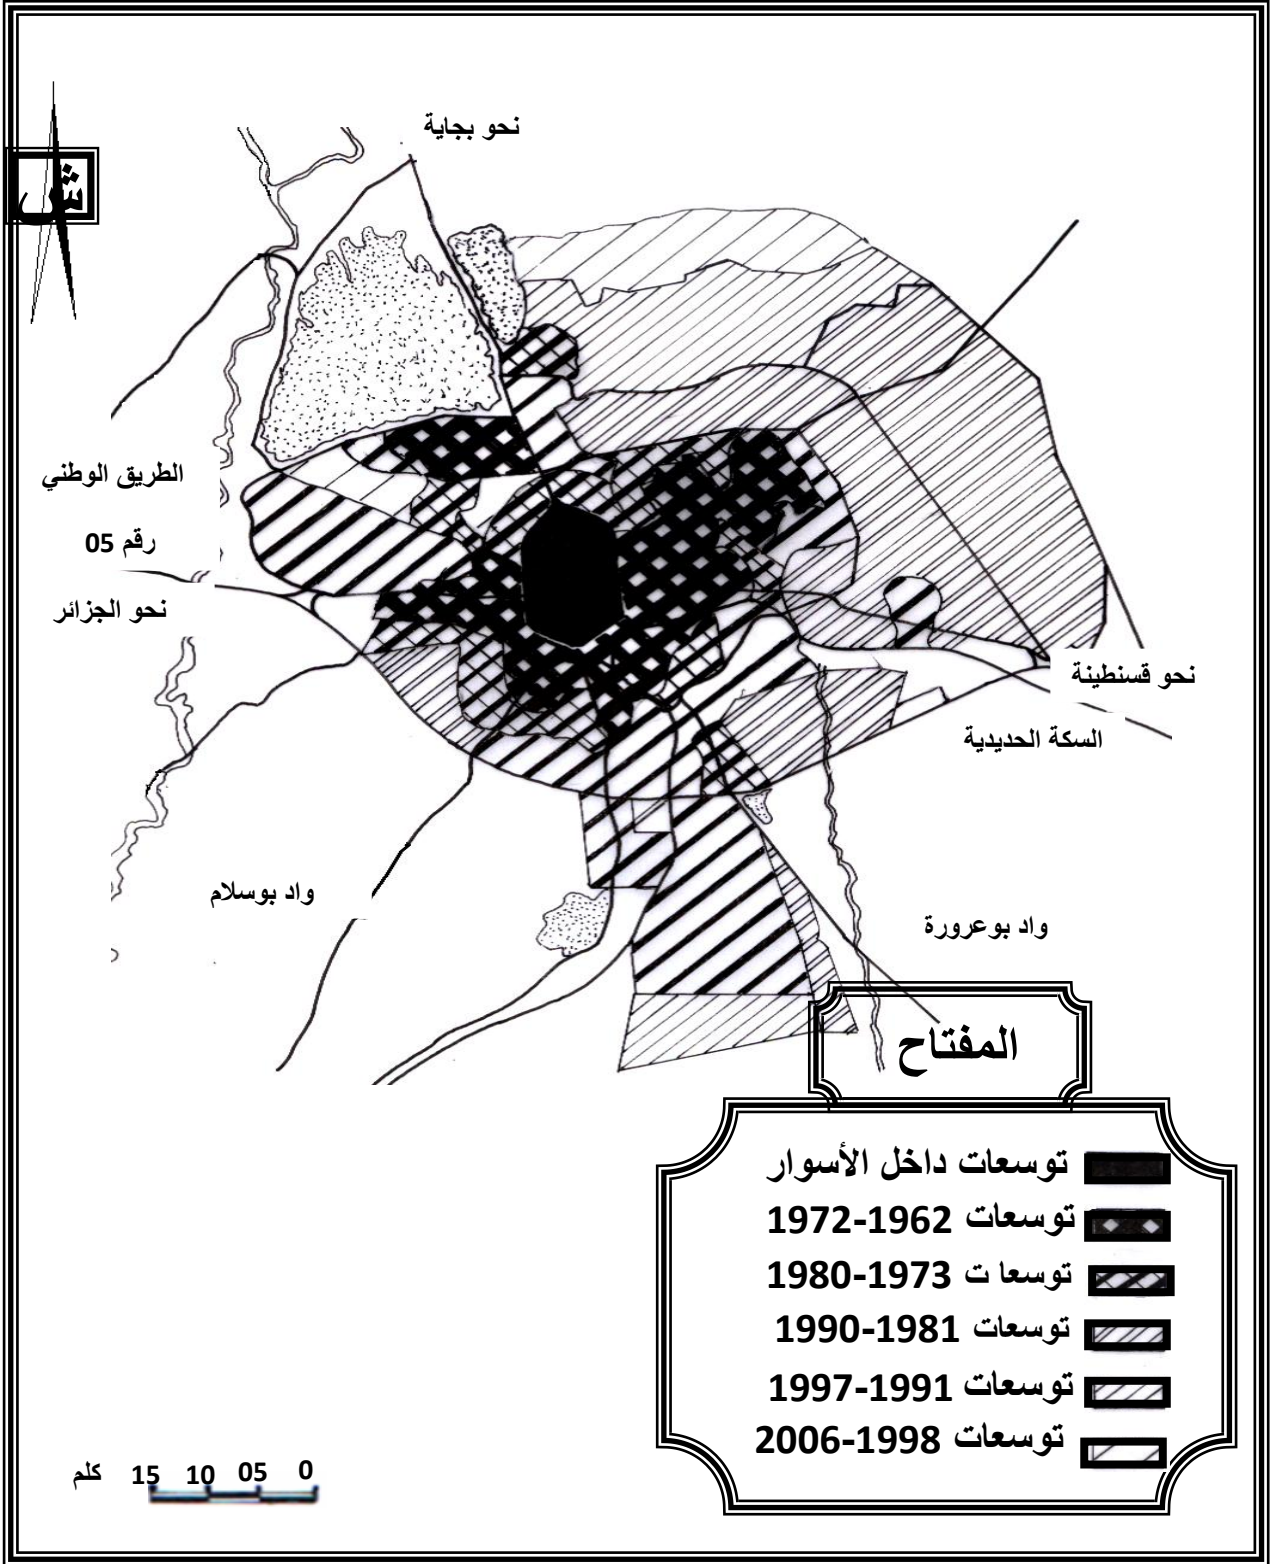 نحو بجاية
ش
الطريق الوطني
رقم 05
نحو الجزائر
نحو قسنطينة
السكة الحديدية
واد بوسلام
واد بوعرورة
المفتاح
توسعات داخل الأسوار
توسعات 1962-1972
توسعا ت 1973-1980
توسعات 1981-1990
توسعات 1991-1997
توسعات 1998-2006
0 05 10 15 كلم